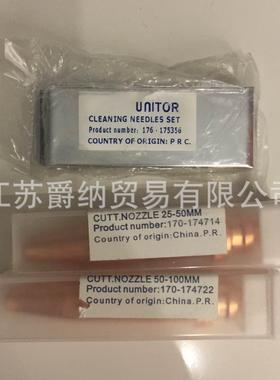 UNITOR
CLEANING NEEDLES SET
Product number: 176 - 175356
COUNTRY OF ORIGIN: P R C.
江苏爵纳贸易有限公司
CUTT.NOZZLE 25-50MM
Product number:170-174714
Country of origin:China.P.R.
CUTT.NOZZLE 50-100MM
Product number:170-174722
Country of origin:China.P.R.